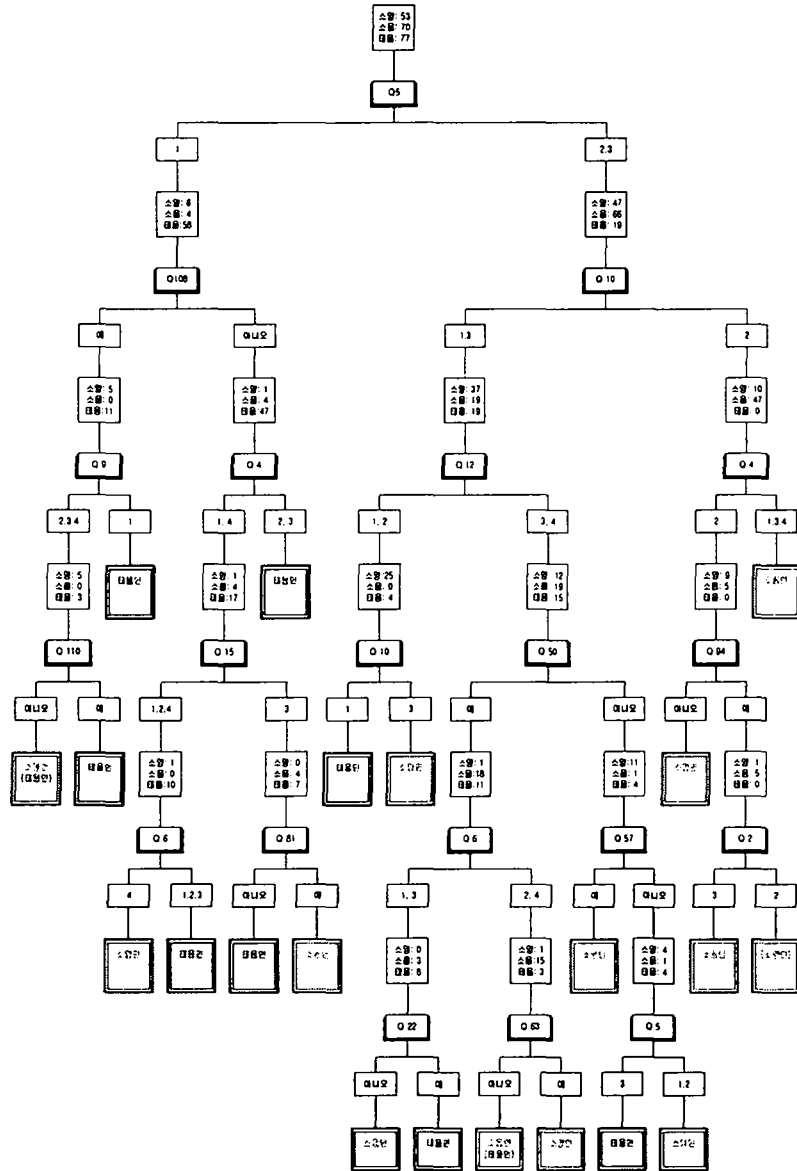 소양: 53
소음: 70
태음: 77
Q5
1
2,3
소양: 6
소음: 4
태음:56
소양: 47
소음: 66
태음: 19
Q108
Q 10
예
아니오
1,3
2
소양: 5
소음: 0
태음:11
소양: 1
소음: 4
태음:47
소양:37
소음:19
태음:19
소양: 10
소음: 47
태음: 0
Q 9
Q 4
Q 12
Q 4
2,3,4
1
1, 4
2, 3
1, 2
3, 4
2
1,3,4
태음인
소양: 5
소음: 0
태음: 3
소양: 1
소음: 4
태음:17
소양:25
소음: 0
태음: 4
소양: 12
소음: 19
태음: 15
소양: 9
소음: 5
태음: 0
Q 110
Q 15
Q 10
Q 50
Q 94
아니오
예
1,2,4
3
1
3
예
아니오
아니오
예
태음인
소양: 1
소음: 0
태음:10
소양: 0
소음: 4
태음: 7
태음인
소양: 1
소음:18
태음:11
소양:11
소음: 1
태음: 4
소양: 1
소음: 5
태음: 0
Q 6
Q 81
Q 6
Q 57
Q 2
4
1,2,3
아니오
예
1, 3
2, 4
예
아니오
3
2
태음인
태음인
소양: 0
소음: 3
태음: 6
소양: 1
소음:15
태음: 3
소양: 4
소음: 1
태음: 4
Q 22
Q 63
Q 5
아니오
예
아니오
예
3
1,2
태음인
(태음인)
태음인